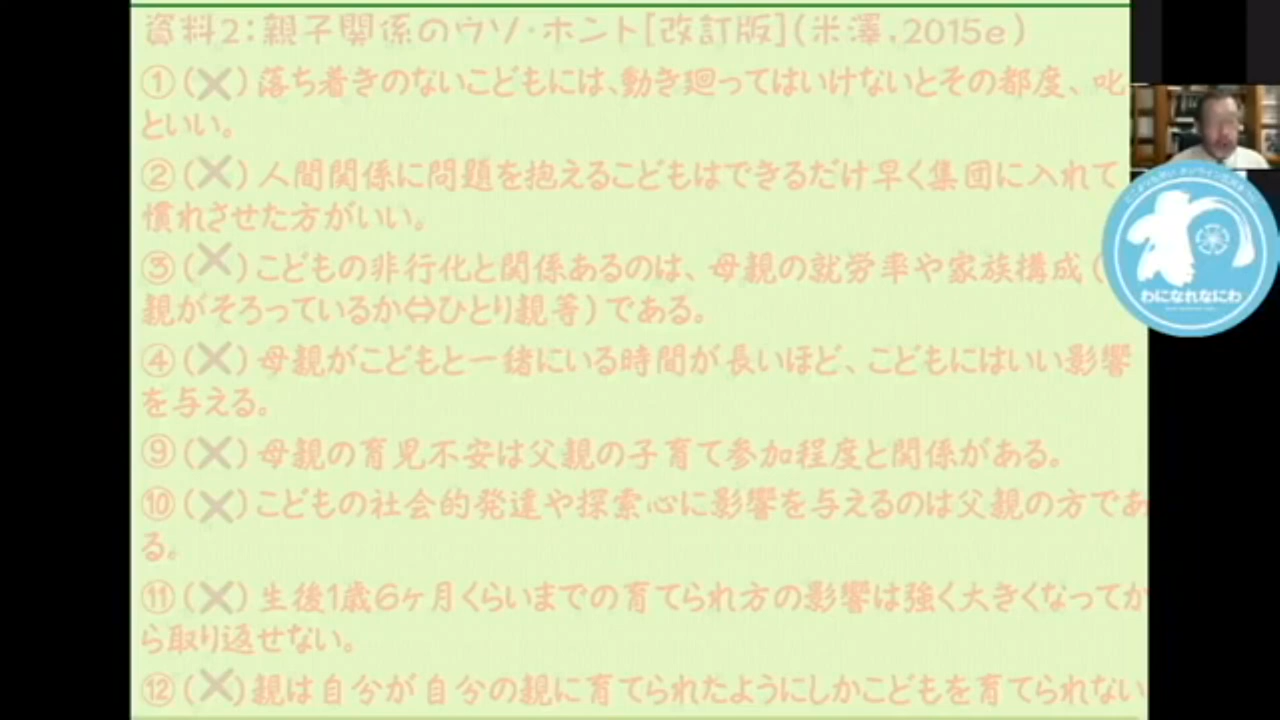 資料2:親子関係のウソ・ホント[改訂版](米澤,2015e)
①(✕)落ち着きのないこどもには、動き廻ってはいけないとその都度、叱
といい。
②(✕)人間関係に問題を抱えるこどもはできるだけ早く集団に入れて
慣れさせた方がいい。
③(✕)こどもの非行化と関係あるのは、母親の就労率や家族構成(
親がそろっているか⇔ひとり親等)である。
④(✕)母親がこどもと一緒にいる時間が長いほど、こどもにはいい影響
を与える。
⑨(✕)母親の育児不安は父親の子育て参加程度と関係がある。
⑩(✕)こどもの社会的発達や探索心に影響を与えるのは父親の方であ
る。
⑪(✕)生後1歳6ヶ月くらいまでの育てられ方の影響は強く大きくなってか
ら取り返せない。
⑫(✕)親は自分が自分の親に育てられたようにしかこどもを育てられない
わになれなにわ